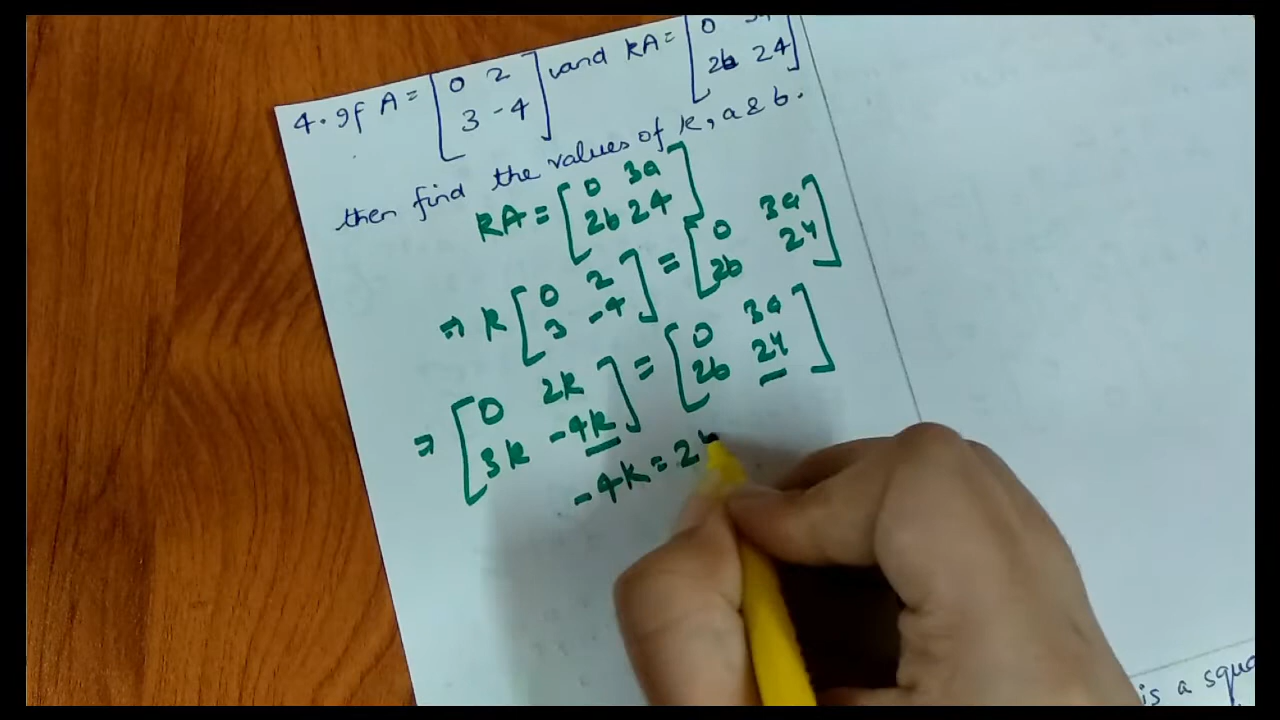 4. If A = [0 2 3 -4] and kA = [0 2b 24]
then find the values of k, a & b.
kA = [0 3a 2b 24]
⇒ k [0 2 3 -4] = [0 3a 2b 24]
⇒ [0 2k 3k -4k] = [0 3a 2b 24]
-4k = 2
is a squa